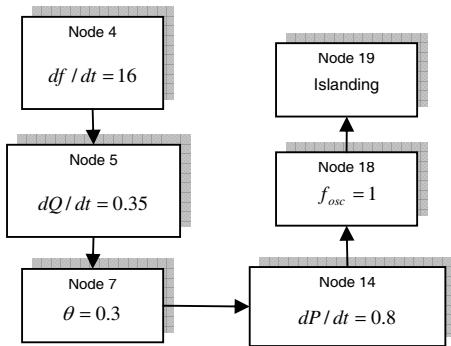 Node 4
df / dt = 16
Node 5
dQ / dt = 0.35
Node 7
θ = 0.3
Node 14
dP / dt = 0.8
Node 18
f_osc = 1
Node 19
Islanding